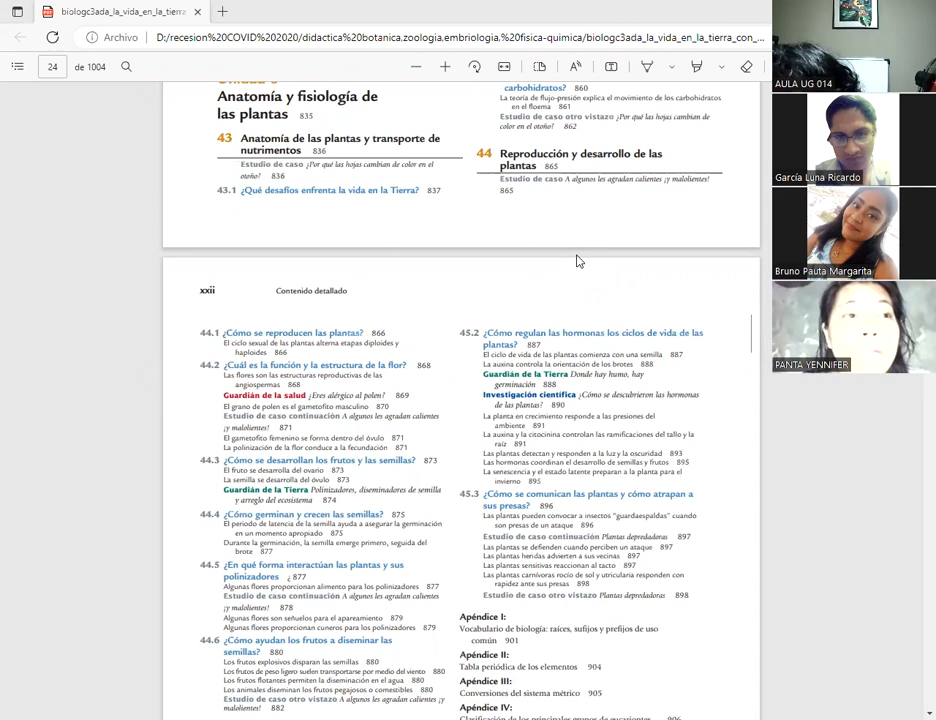 biologc3ada_la_vida_en_la_tierra
Archivo
D:/recesion%20COVID%202020/didactica%20botanica,zoologia,embriologia,%20fisica-quimica/biologc3ada_la_vida_en_la_tierra_con_...
24
de 1004
Anatomía y fisiología de
las plantas 835
43 Anatomía de las plantas y transporte de
nutrimentos 836
Estudio de caso ¿Por qué las hojas cambian de color en el
otoño? 836
43.1 ¿Qué desafíos enfrenta la vida en la Tierra? 837
carbohidratos? 860
La teoría de flujo-presión explica el movimiento de los carbohidratos
en el floema 861
Estudio de caso otro vistazo ¿Por qué las hojas cambian de
color en el otoño? 862
44 Reproducción y desarrollo de las
plantas 865
Estudio de caso A algunos les agradan calientes ¡y malolientes!
865
xxii Contenido detallado
44.1 ¿Cómo se reproducen las plantas? 866
El ciclo sexual de las plantas alterna etapas diploides y
haploides 866
44.2 ¿Cuál es la función y la estructura de la flor? 868
Las flores son las estructuras reproductivas de las
angiospermas 868
Guardián de la salud ¿Eres alérgico al polen? 869
El grano de polen es el gametofito masculino 870
Estudio de caso continuación A algunos les agradan calientes
¡y malolientes! 871
El gametofito femenino se forma dentro del óvulo 871
La polinización de la flor conduce a la fecundación 871
44.3 ¿Cómo se desarrollan los frutos y las semillas? 873
El fruto se desarrolla del ovario 873
La semilla se desarrolla del óvulo 873
Guardián de la Tierra Polinizadores, diseminadores de semilla
y arreglo del ecosistema 874
44.4 ¿Cómo germinan y crecen las semillas? 875
El periodo de latencia de la semilla ayuda a asegurar la germinación
en un momento apropiado 875
Durante la germinación, la semilla emerge primero, seguida del
brote 877
44.5 ¿En qué forma interactúan las plantas y sus
polinizadores ¿ 877
Algunas flores proporcionan alimento para los polinizadores 877
Estudio de caso continuación A algunos les agradan calientes
¡y malolientes! 878
Algunas flores son señuelos para el apareamiento 879
Algunas flores proporcionan cuneros para los polinizadores 879
44.6 ¿Cómo ayudan los frutos a diseminar las
semillas? 880
Los frutos explosivos disparan las semillas 880
Los frutos de peso ligero suelen transportarse por medio del viento 880
Los frutos flotantes permiten la diseminación en el agua 880
Los animales diseminan los frutos pegajosos o comestibles 880
Estudio de caso otro vistazo A algunos les agradan calientes ¡y
malolientes! 882
45.2 ¿Cómo regulan las hormonas los ciclos de vida de las
plantas? 887
El ciclo de vida de las plantas comienza con una semilla 887
La auxina controla la orientación de los brotes 888
Guardián de la Tierra Donde hay humo, hay
germinación 888
Investigación científica ¿Cómo se descubrieron las hormonas
de las plantas? 890
La planta en crecimiento responde a las presiones del
ambiente 891
La auxina y la citocinina controlan las ramificaciones del tallo y la
raíz 891
Las plantas detectan y responden a la luz y la oscuridad 893
Las hormonas coordinan el desarrollo de semillas y frutos 895
La senescencia y el estado latente preparan a la planta para el
invierno 895
45.3 ¿Cómo se comunican las plantas y cómo atrapan a
sus presas? 896
Las plantas pueden convocar a insectos "guardaespaldas" cuando
son presas de un ataque 896
Estudio de caso continuación Plantas depredadoras 897
Las plantas se defienden cuando perciben un ataque 897
Las plantas heridas advierten a sus vecinas 897
Las plantas sensitivas reaccionan al tacto 897
Las plantas carnívoras rocío de sol y utricularia responden con
rapidez ante sus presas 898
Estudio de caso otro vistazo Plantas depredadoras 898
Apéndice I:
Vocabulario de biología: raíces, sufijos y prefijos de uso
común 901
Apéndice II:
Tabla periódica de los elementos 904
Apéndice III:
Conversiones del sistema métrico 905
Apéndice IV:
Clasificación de los principales grupos de eucariontes 906
AULA UG 014
García Luna Ricardo
Bruno Pauta Margarita
PANTA YENNIFER